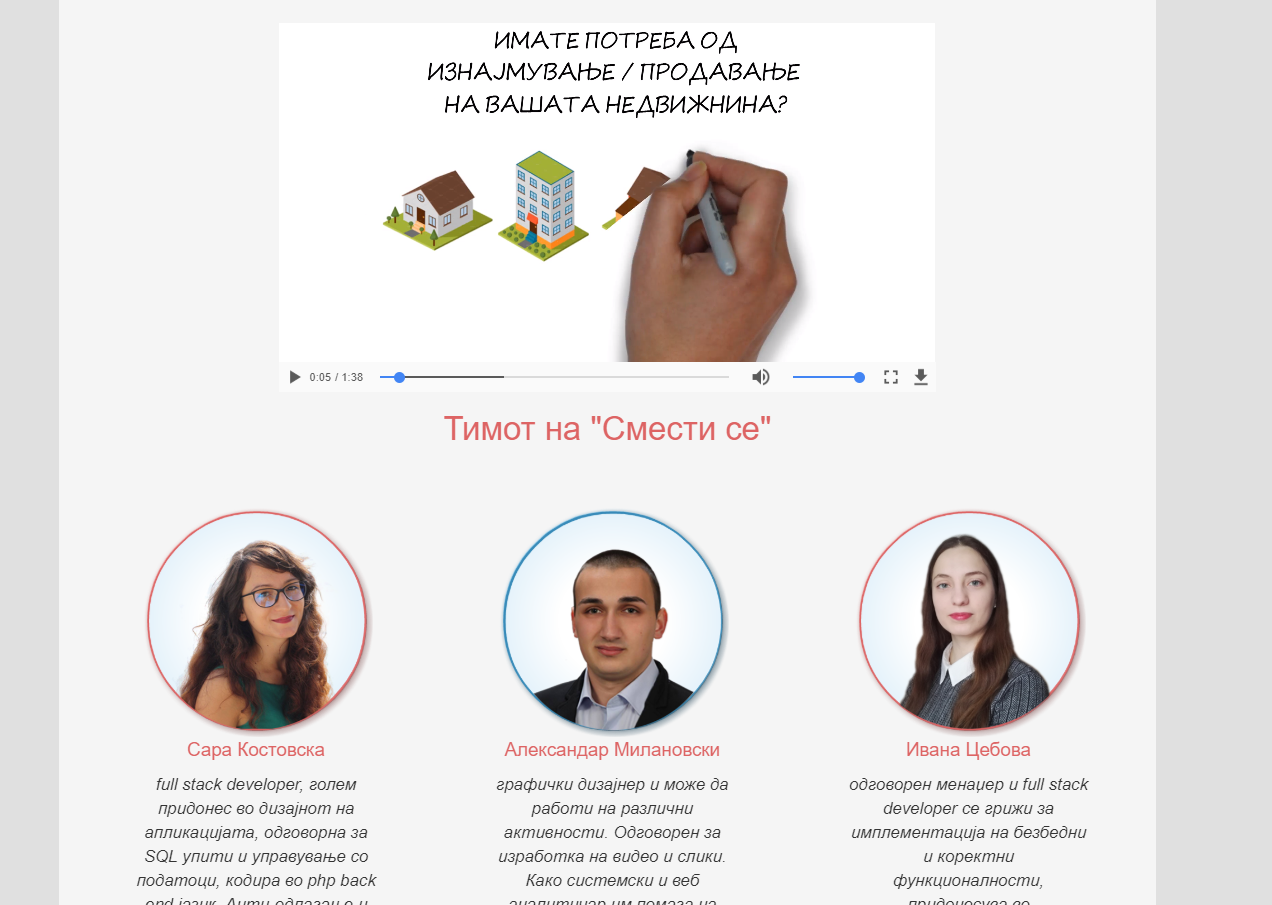 ИМАТЕ ПОТРЕБА ОД
ИЗНАЈМУВАЊЕ / ПРОДАВАЊЕ
НА ВАШАТА НЕДВИЖНИНА?
0:05 / 1:38
Тимот на "Смести се"
Сара Костовска
full stack developer, голем
придонес во дизајнот на
апликацијата, одговорна за
SQL упити и управување со
податоци, кодира во php back
Александар Милановски
графички дизајнер и може да
работи на различни
активности. Одговорен за
изработка на видео и слики.
Како системски и веб
Ивана Цебова
одговорен менаџер и full stack
developer се грижи за
имплементација на безбедни
и коректни
функционалности,